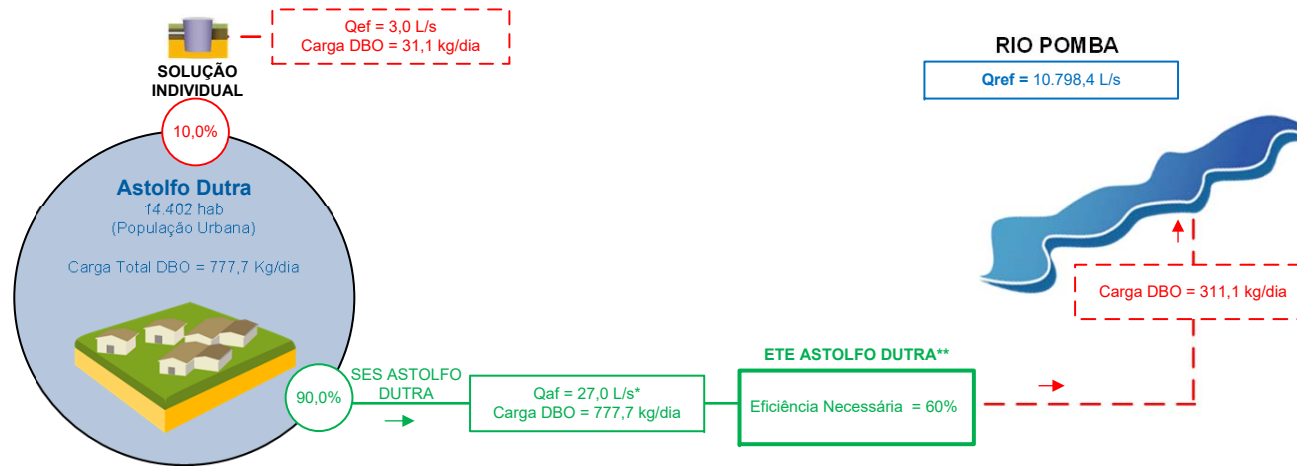 Qef = 3,0 L/s
Carga DBO = 31,1 kg/dia
SOLUÇÃO
INDIVIDUAL
10,0%
Astolfo Dutra
14.402 hab
(População Urbana)
Carga Total DBO = 777,7 Kg/dia
90,0%
SES ASTOLFO
DUTRA
Qaf = 27,0 L/s*
Carga DBO = 777,7 kg/dia
ETE ASTOLFO DUTRA**
Eficiência Necessária = 60%
RIO POMBA
Qref = 10.798,4 L/s
Carga DBO = 311,1 kg/dia